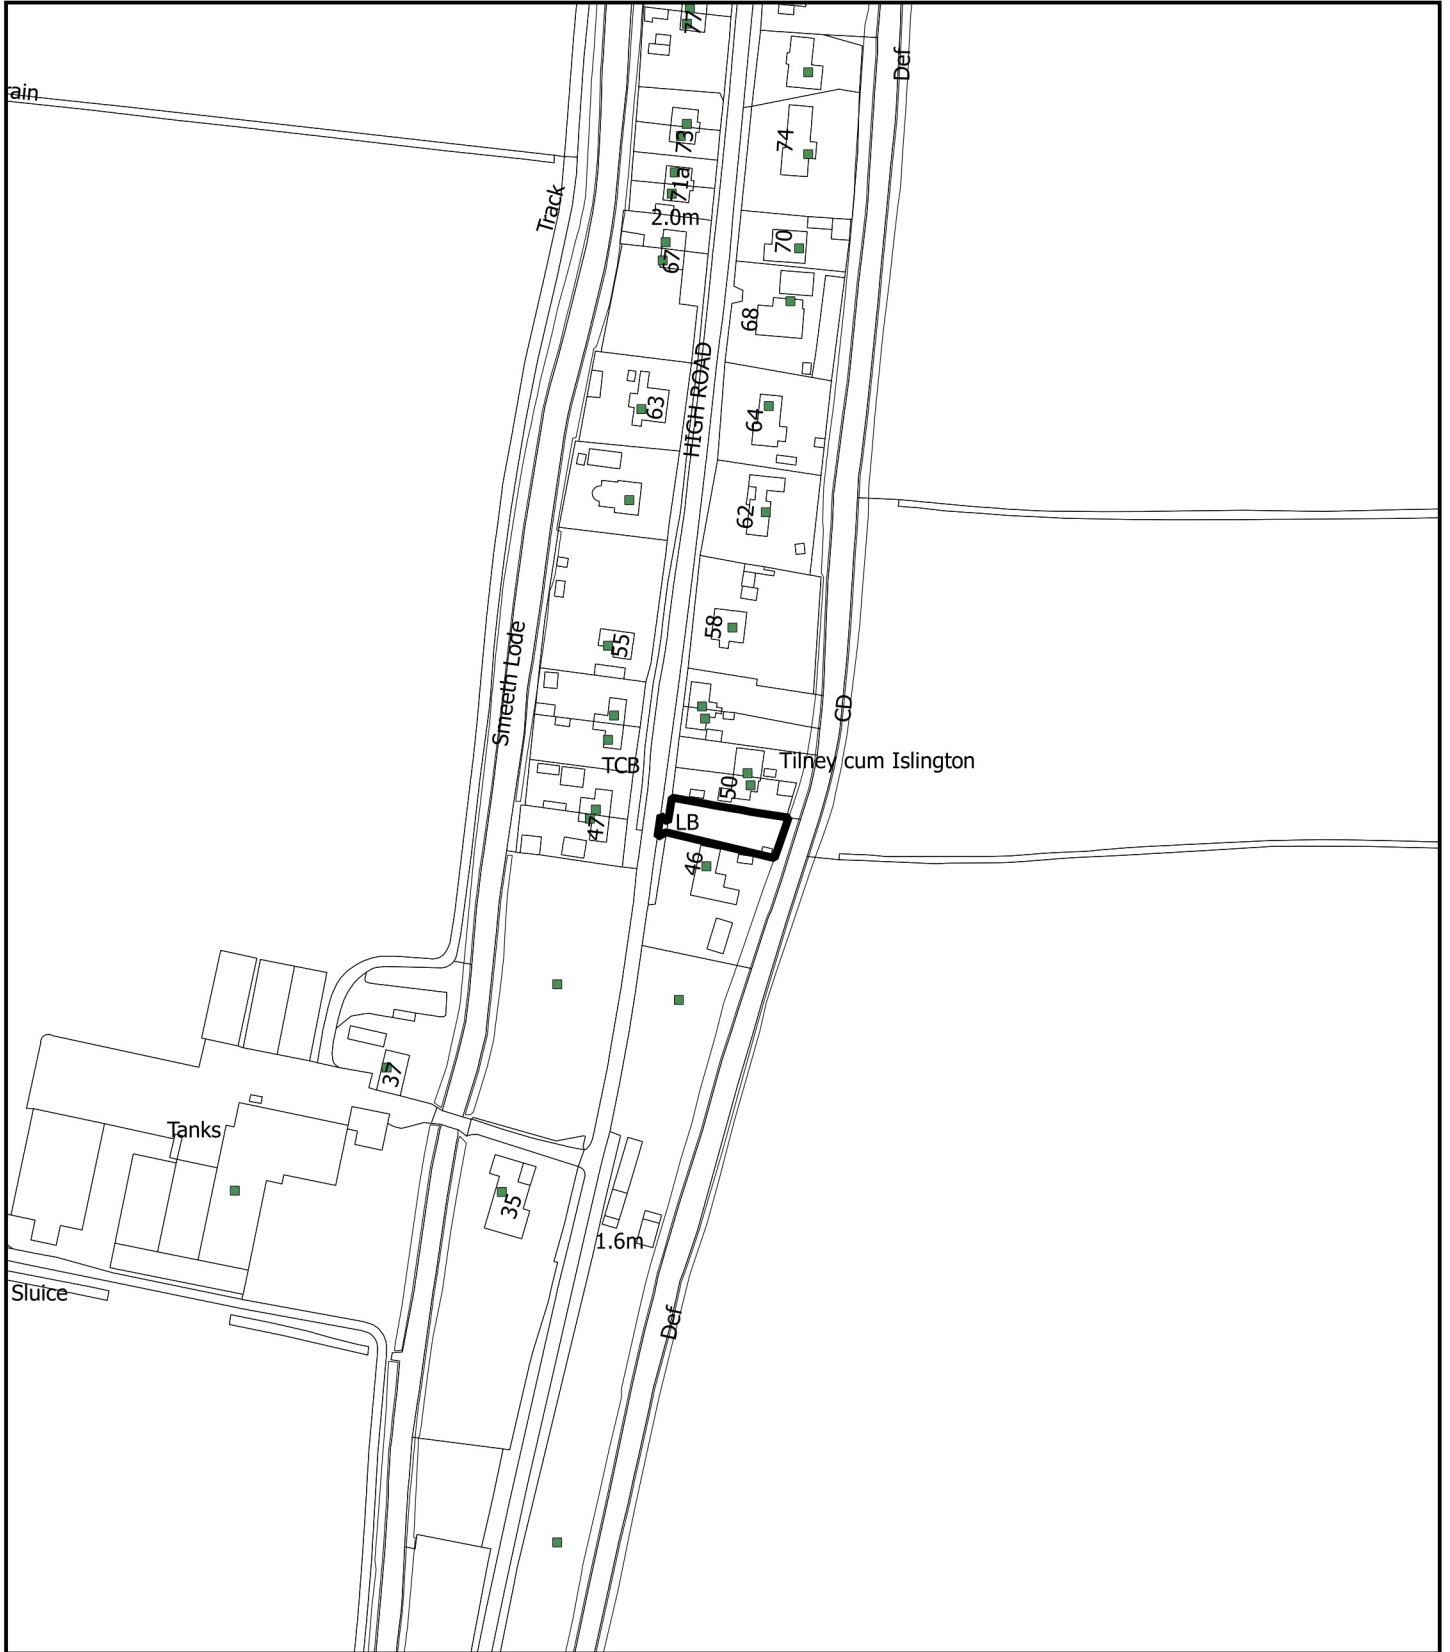 77
Def
rain
73
74
71a
Track
2.0m
70
67
68
HIGH ROAD
63
64
62
58
55
Smeeth Lode
CD
TCB
Tilney cum Islington
50
LB
47
46
37
Tanks
35
1.6m
Sluice
Def